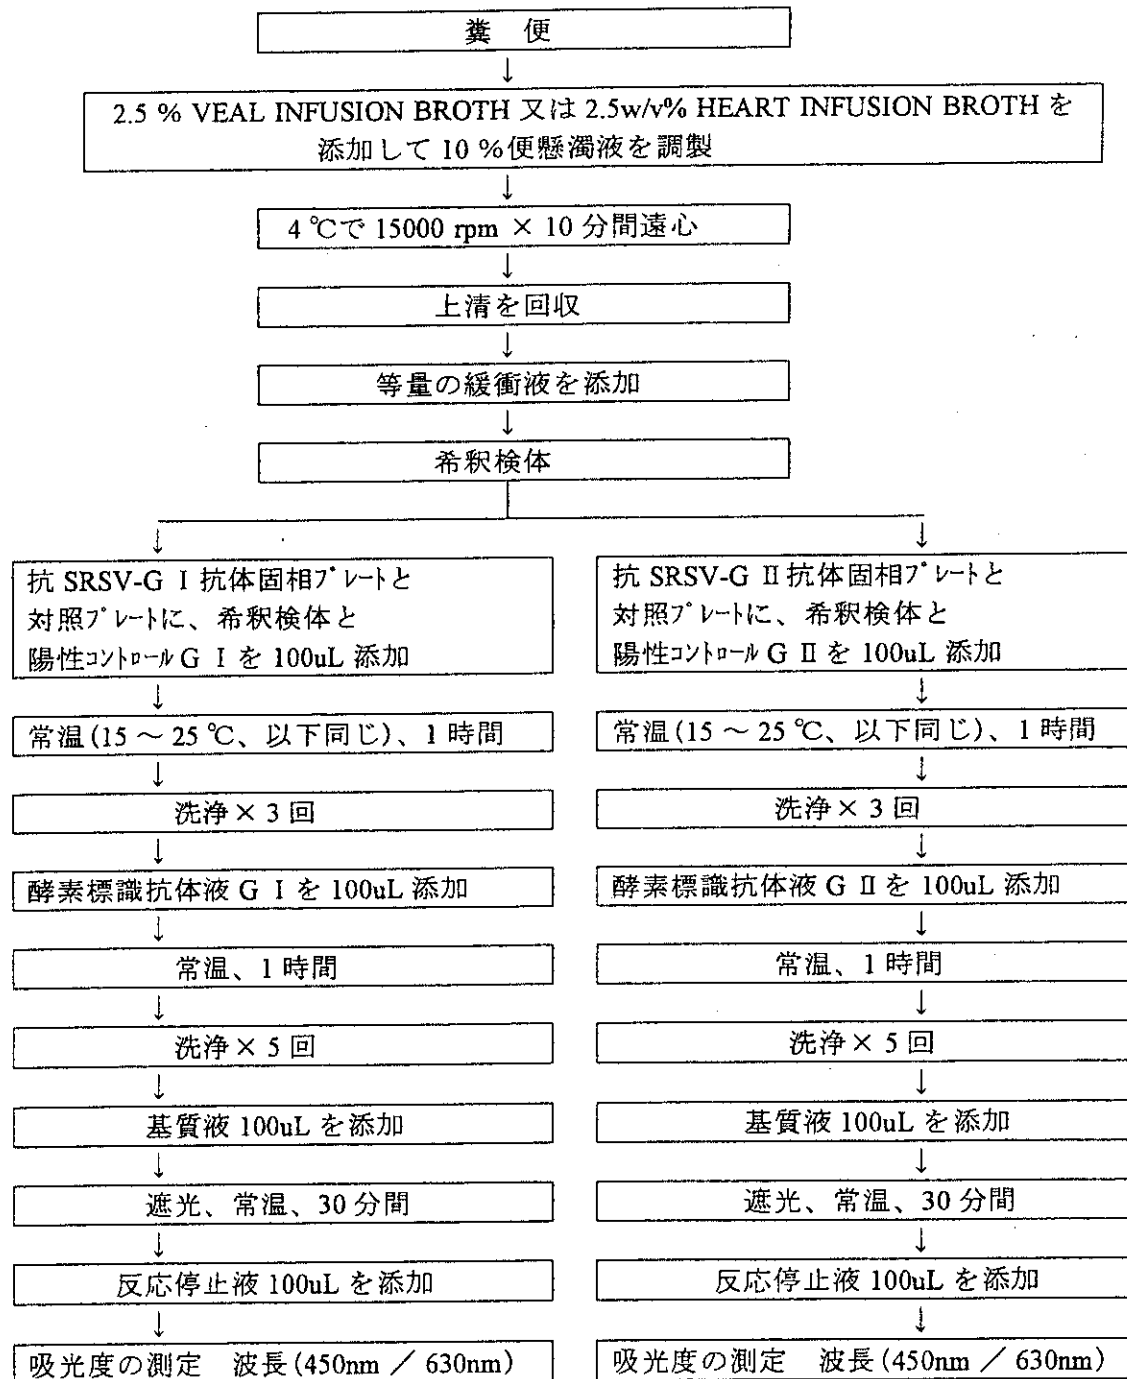 糞 便
↓
2.5 % VEAL INFUSION BROTH 又は 2.5w/v% HEART INFUSION BROTH を
添加して 10 %便懸濁液を調製
↓
4 ℃で 15000 rpm × 10 分間遠心
↓
上清を回収
↓
等量の緩衝液を添加
↓
希釈検体
↓
抗 SRSV-G Ⅰ 抗体固相プレートと
対照プレートに、希釈検体と
陽性コントロール G Ⅰ を 100uL 添加
↓
常温(15 ～ 25 ℃、以下同じ)、1 時間
↓
洗浄× 3 回
↓
酵素標識抗体液 G Ⅰ を 100uL 添加
↓
常温、1 時間
↓
洗浄× 5 回
↓
基質液 100uL を添加
↓
遮光、常温、30 分間
↓
反応停止液 100uL を添加
↓
吸光度の測定 波長(450nm ／ 630nm)
↓
抗 SRSV-G Ⅱ 抗体固相プレートと
対照プレートに、希釈検体と
陽性コントロール G Ⅱ を 100uL 添加
↓
常温(15 ～ 25 ℃、以下同じ)、1 時間
↓
洗浄× 3 回
↓
酵素標識抗体液 G Ⅱ を 100uL 添加
↓
常温、1 時間
↓
洗浄× 5 回
↓
基質液 100uL を添加
↓
遮光、常温、30 分間
↓
反応停止液 100uL を添加
↓
吸光度の測定 波長(450nm ／ 630nm)